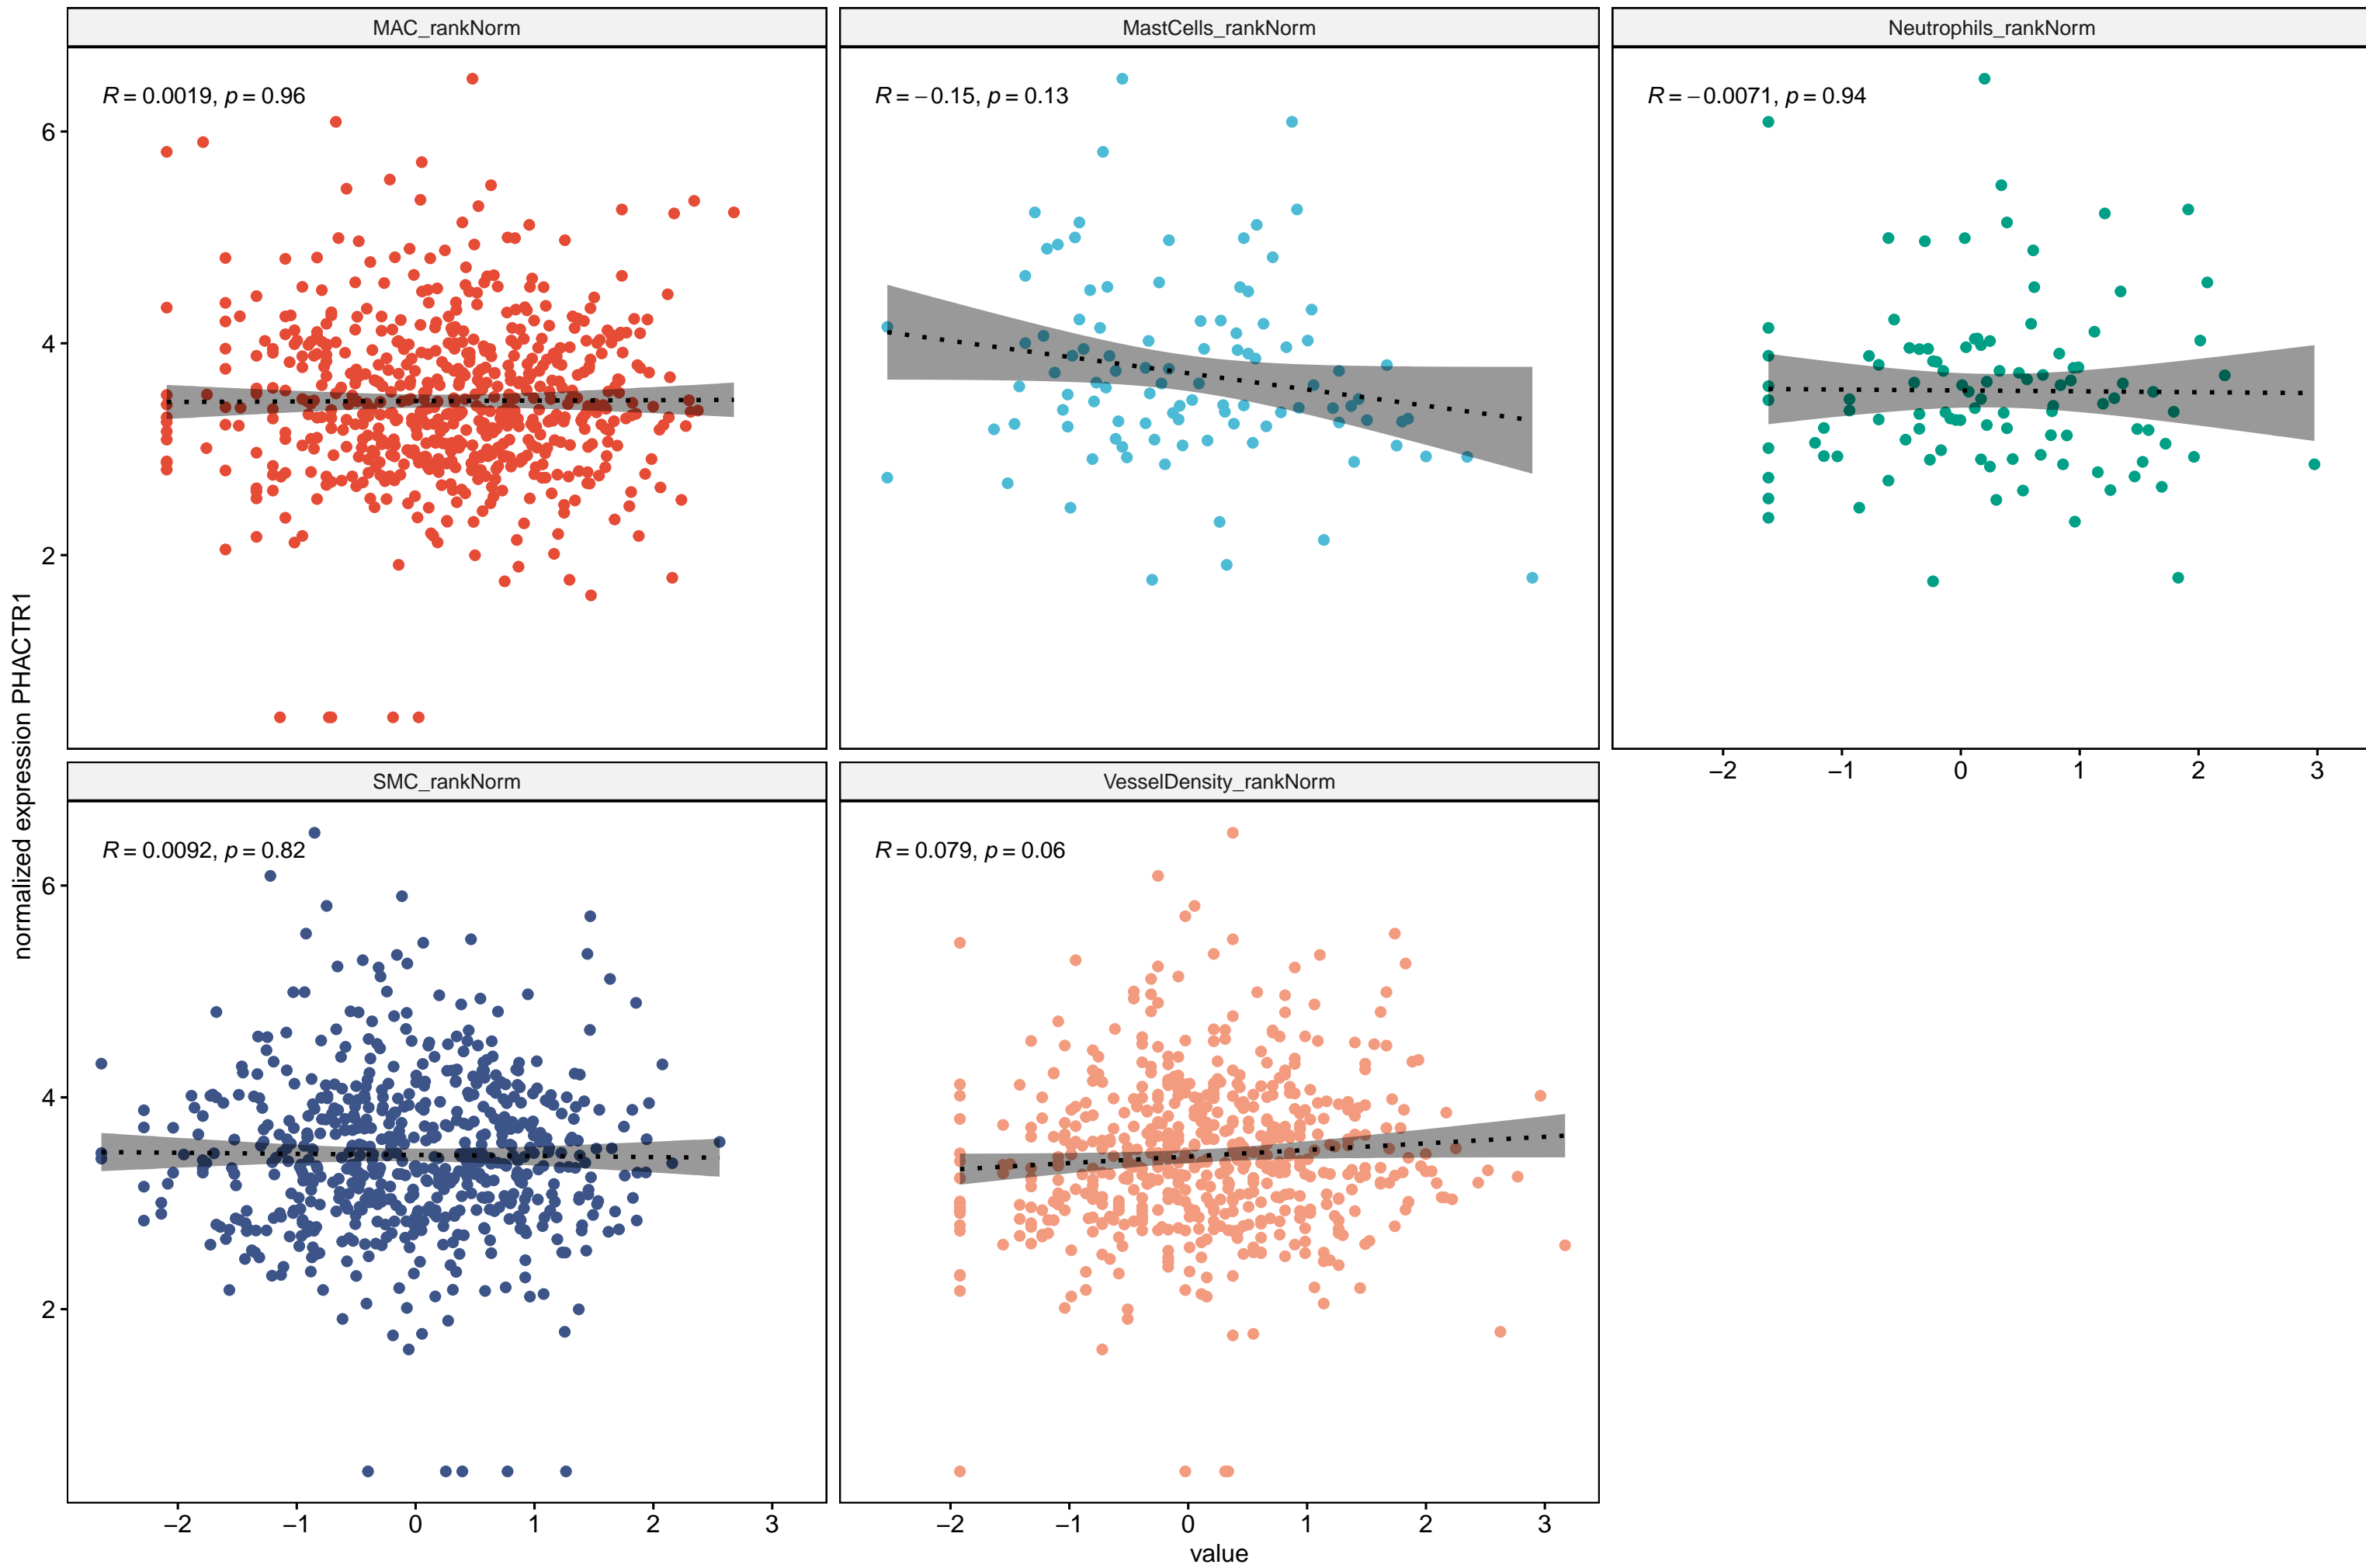 MAC_rankNorm
MastCells_rankNorm
Neutrophils_rankNorm
R = 0.0019, p = 0.96
R = −0.15, p = 0.13
R = −0.0071, p = 0.94
6
4
2
−2 −1 0 1 2 3
SMC_rankNorm
VesselDensity_rankNorm
R = 0.0092, p = 0.82
R = 0.079, p = 0.06
6
4
2
−2 −1 0 1 2 3
−2 −1 0 1 2 3
value
normalized expression PHACTR1